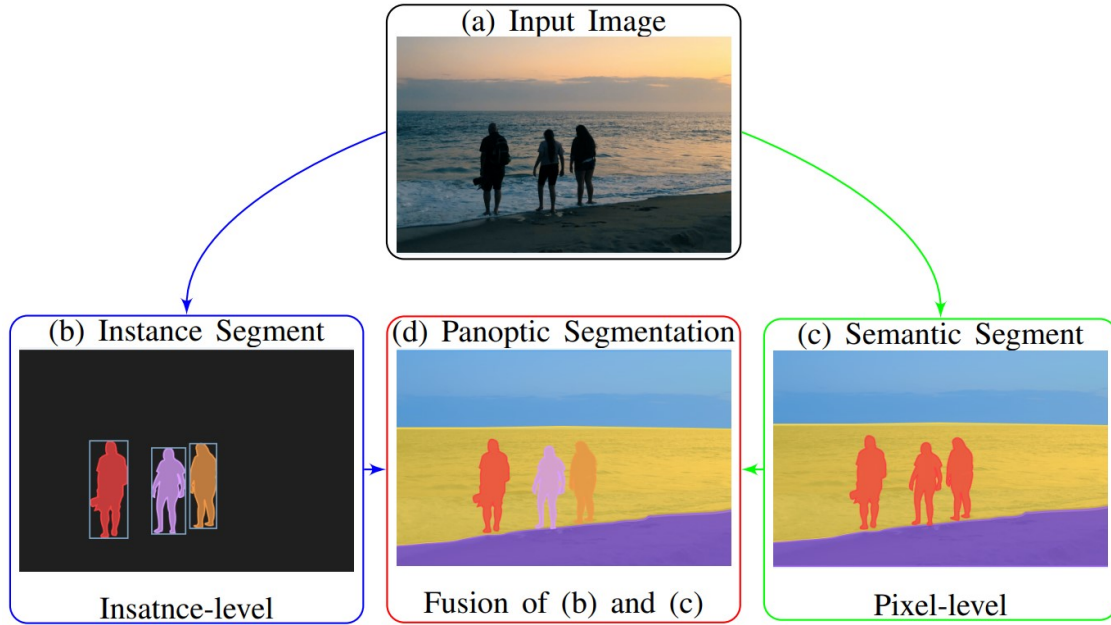 (a) Input Image
(b) Instance Segment
(d) Panoptic Segmentation
(c) Semantic Segment
Insatnce-level
Fusion of (b) and (c)
Pixel-level